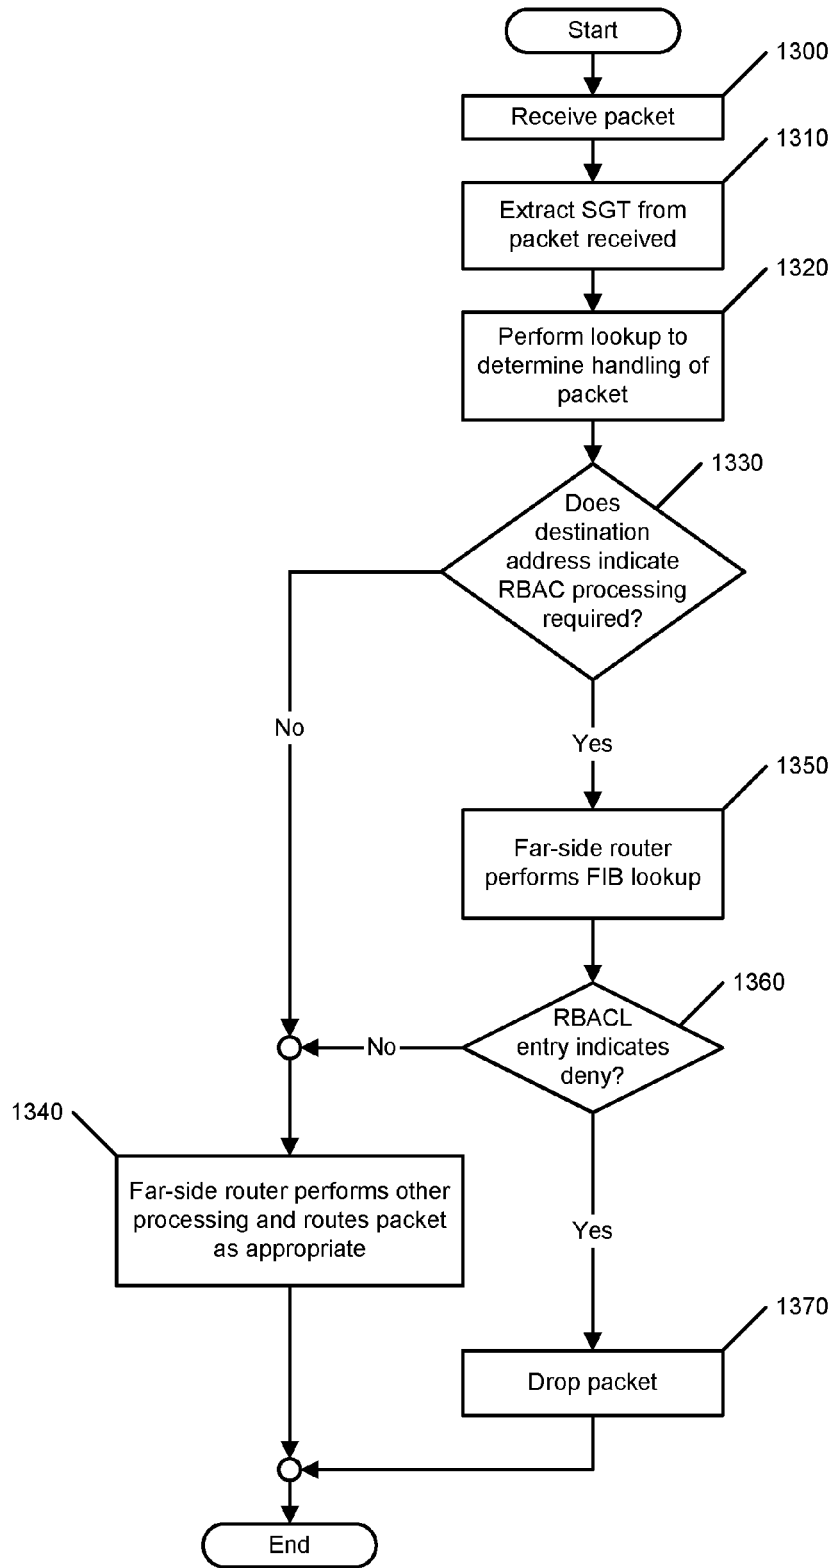 Start
1300
Receive packet
1310
Extract SGT from
packet received
1320
Perform lookup to
determine handling of
packet
1330
Does
destination
address indicate
RBAC processing
required?
No
Yes
1350
Far-side router
performs FIB lookup
1360
RBACL
entry indicates
deny?
No
1340
Far-side router performs other
processing and routes packet
as appropriate
Yes
1370
Drop packet
End